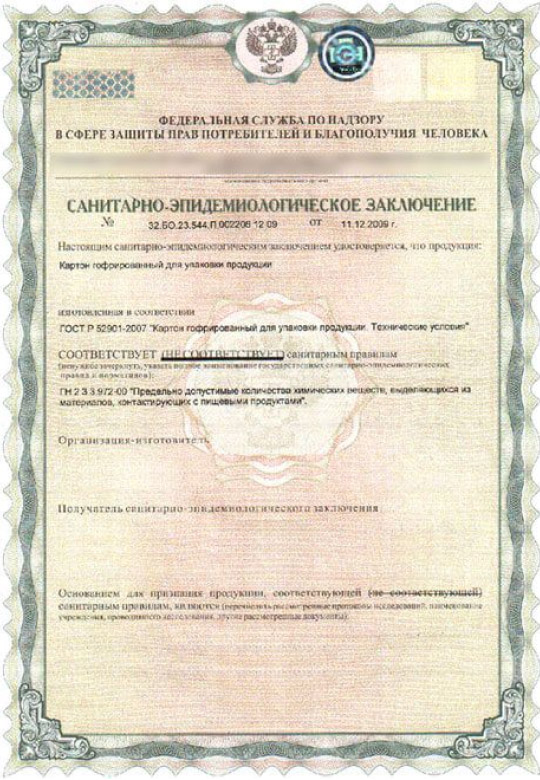 ФЕДЕРАЛЬНАЯ СЛУЖБА ПО НАДЗОРУ
В СФЕРЕ ЗАЩИТЫ ПРАВ ПОТРЕБИТЕЛЕЙ И БЛАГОПОЛУЧИЯ ЧЕЛОВЕКА
САНИТАРНО-ЭПИДЕМИОЛОГИЧЕСКОЕ ЗАКЛЮЧЕНИЕ
№ 32.БО.23.544.П.002206.12.09 от 11.12.2009 г.
Настоящим санитарно-эпидемиологическим заключением удостоверяется, что продукция:
Картон гофрированный для упаковки продукции
изготовленная в соответствии
ГОСТ Р 52901-2007 "Картон гофрированный для упаковки продукции. Технические условия"
СООТВЕТСТВУЕТ (НЕ СООТВЕТСТВУЕТ) санитарным правилам
(ненужное зачеркнуть, указать полное наименование государственных санитарно-эпидемиологических
правил и нормативов):
ГН 2.3.3.972-00 "Предельно допустимые количества химических веществ, выделяющихся из
материалов, контактирующих с пищевыми продуктами".
Организация-изготовитель
Получатель санитарно-эпидемиологического заключения
Основанием для признания продукции, соответствующей (не соответствующей)
санитарным правилам, являются (перечислить рассмотренные протоколы исследований, наименование
учреждения, проводившего исследования, другие рассмотренные документы):